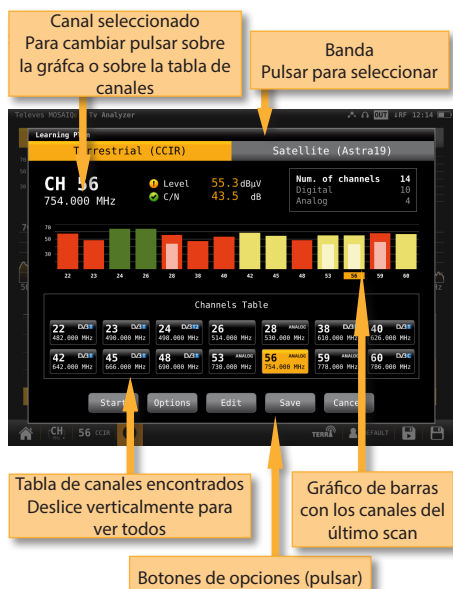 Canal seleccionado
Para cambiar pulsar sobre
la gráfca o sobre la tabla de
canales
Banda
Pulsar para seleccionar
Televes MOSAIQ6 TV Analyzer
OUT ↓RF 12:14
Learning Plan
Terrestrial (CCIR)
Satellite (Astra19)
CH 56
754.000 MHz
Level 55.3 dBµV
C/N 43.5 dB
Num. of channels 14
Digital 10
Analog 4
70
50
30
22 23 24 26 28 38 40 42 45 48 53 56 59 60
Channels Table
22 23 24 26 28 ANALOG 38 40
482.000 MHz 490.000 MHz 498.000 MHz 514.000 MHz 530.000 MHz 610.000 MHz 626.000 MHz
42 45 48 53 ANALOG 56 ANALOG 59 ANALOG 60
642.000 MHz 666.000 MHz 690.000 MHz 730.000 MHz 754.000 MHz 778.000 MHz 786.000 MHz
Start Options Edit Save Cancel
CH 56 CCIR TERRA DEFAULT
Tabla de canales encontrados
Deslice verticalmente para
ver todos
Gráfico de barras
con los canales del
último scan
Botones de opciones (pulsar)